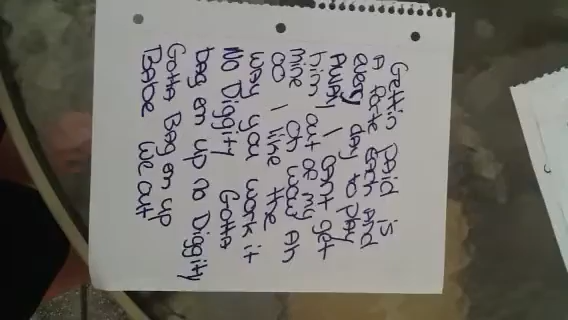 Gettin paid is
A forte Each And
every day to play
Away I cant get
him out of my
mine Oh wow Ah
oo I like the
way you work it
No Diggity Gotta
bag em up no Diggity
Gotta Bag em up
Babe we out